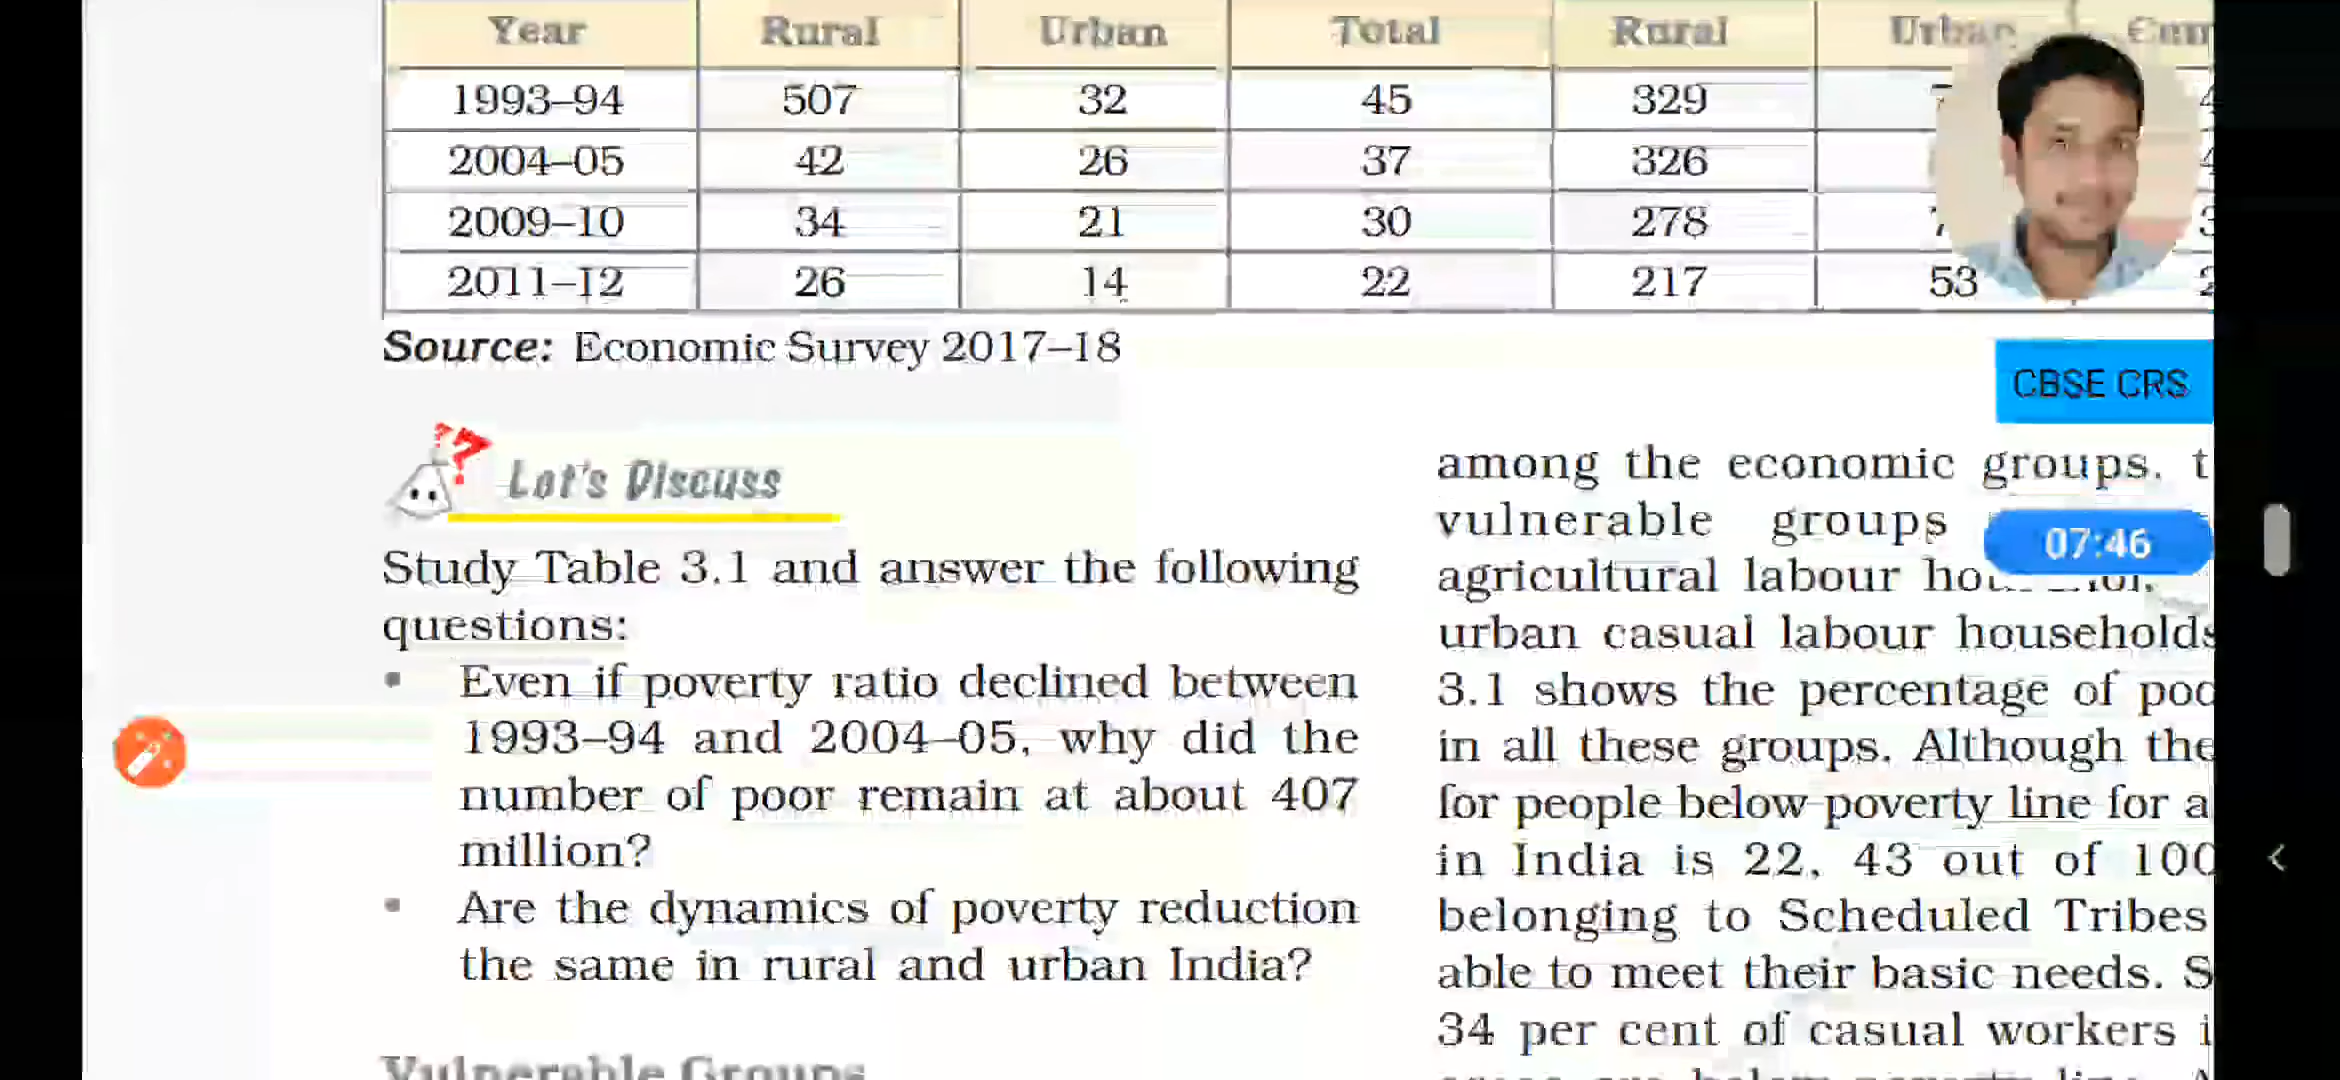 Year Rural Urban Total Rural Urban
1993–94 507 32 45 329
2004–05 42 26 37 326
2009–10 34 21 30 278
2011–12 26 14 22 217 53
Source: Economic Survey 2017–18
CBSE CRS
Let's Discuss
Study Table 3.1 and answer the following
questions:
• Even if poverty ratio declined between
1993–94 and 2004–05, why did the
number of poor remain at about 407
million?
• Are the dynamics of poverty reduction
the same in rural and urban India?
Vulnerable Groups
among the economic groups, t
vulnerable groups
07:46
agricultural labour
urban casual labour households
3.1 shows the percentage of poo
in all these groups. Although the
for people below poverty line for a
in India is 22, 43 out of 100
belonging to Scheduled Tribes
able to meet their basic needs. S
34 per cent of casual workers i